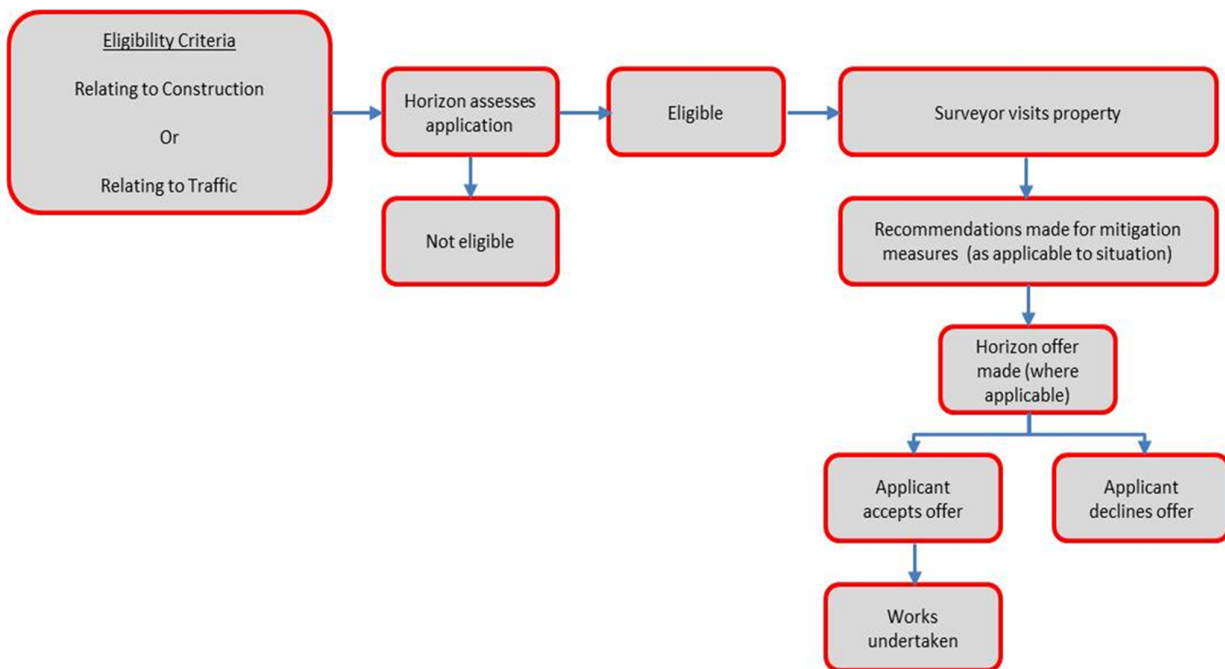 Eligibility Criteria
Relating to Construction
Or
Relating to Traffic
Horizon assesses
application
Eligible
Surveyor visits property
Not eligible
Recommendations made for mitigation
measures (as applicable to situation)
Horizon offer
made (where
applicable)
Applicant
accepts offer
Applicant
declines offer
Works
undertaken